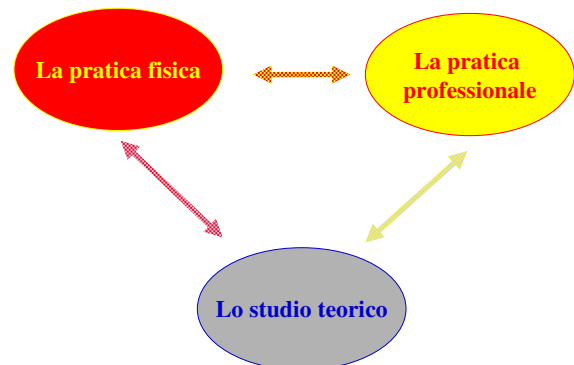 La pratica fisica
La pratica
professionale
Lo studio teorico